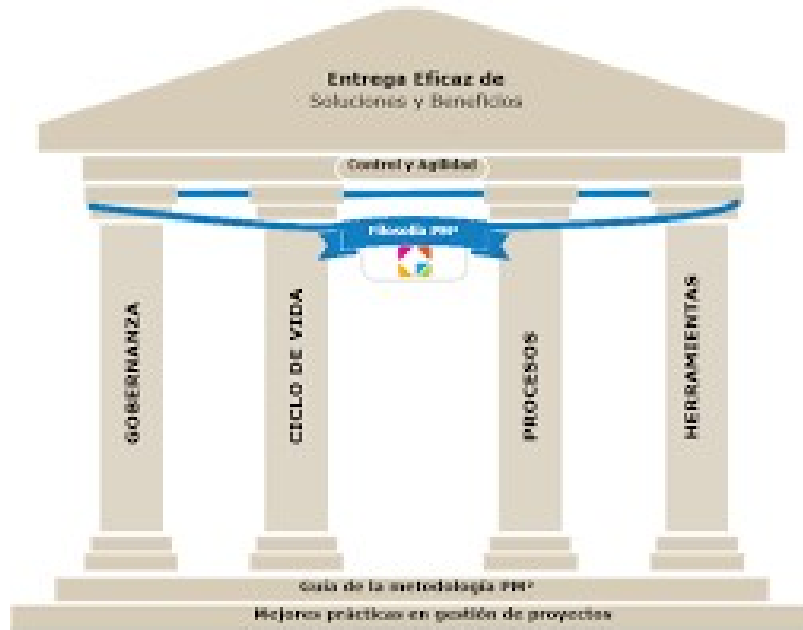 Entrega Eficaz de
Soluciones y Beneficios
Control y Agilidad
Filosofía PM²
GOBERNANZA
CICLO DE VIDA
PROCESOS
HERRAMIENTAS
Guía de la metodología PM²
Mejores prácticas en gestión de proyectos